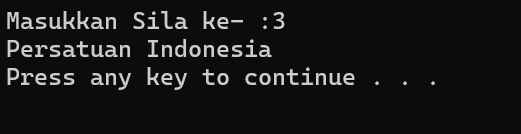 Masukkan Sila ke- :3
Persatuan Indonesia
Press any key to continue . . .